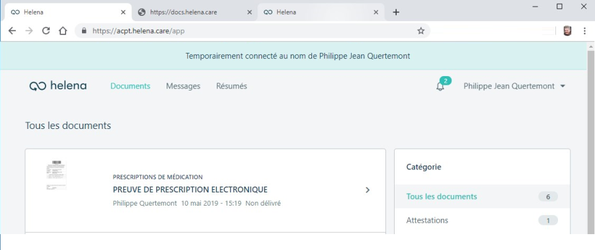 Helena
https://docs.helena.care
Helena
https://acpt.helena.care/app
Temporairement connecté au nom de Philippe Jean Quertemont
helena Documents Messages Résumés 2 Philippe Jean Quertemont
Tous les documents
PRESCRIPTIONS DE MÉDICATION
PREUVE DE PRESCRIPTION ELECTRONIQUE
Philippe Quertemont 10 mai 2019 - 15:19 Non délivré
Catégorie
Tous les documents 6
Attestations 1